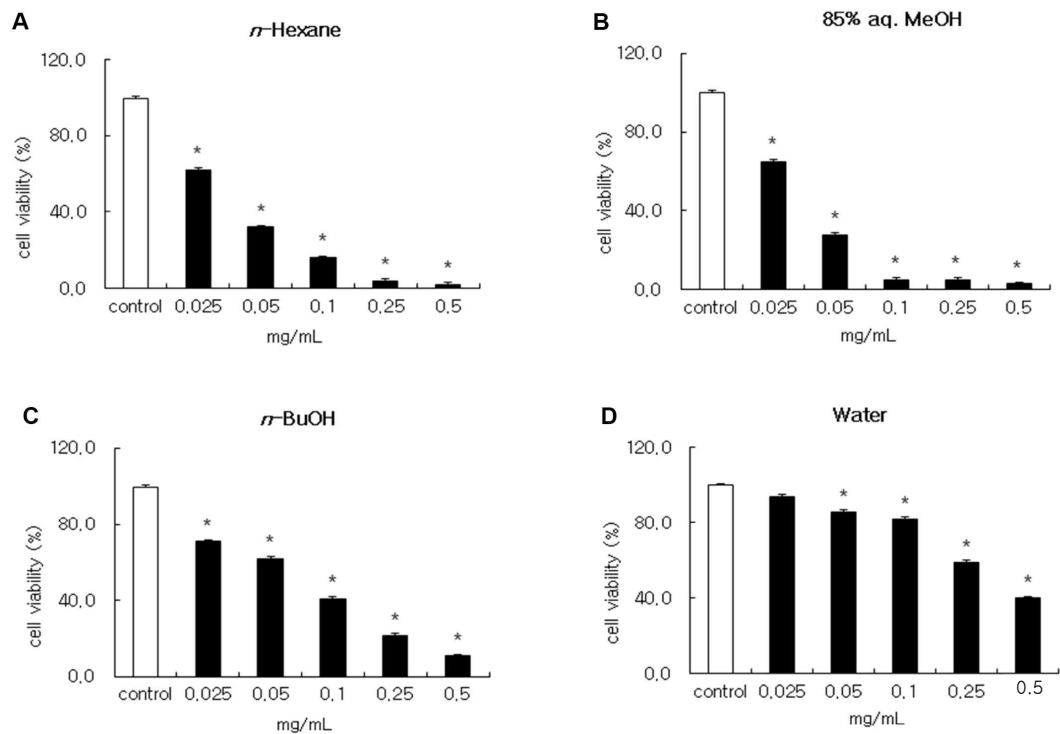 A
n-Hexane
120.0
80.0
40.0
0.0
cell viability (%)
* * * * *
control 0.025 0.05 0.1 0.25 0.5
mg/mL
B
85% aq. MeOH
120.0
80.0
40.0
0.0
cell viability (%)
* * * * *
control 0.025 0.05 0.1 0.25 0.5
mg/mL
C
n-BuOH
120.0
80.0
40.0
0.0
cell viability (%)
* * * * *
control 0.025 0.05 0.1 0.25 0.5
mg/mL
D
Water
120.0
80.0
40.0
0.0
cell viability (%)
* * * *
control 0.025 0.05 0.1 0.25 0.5
mg/mL